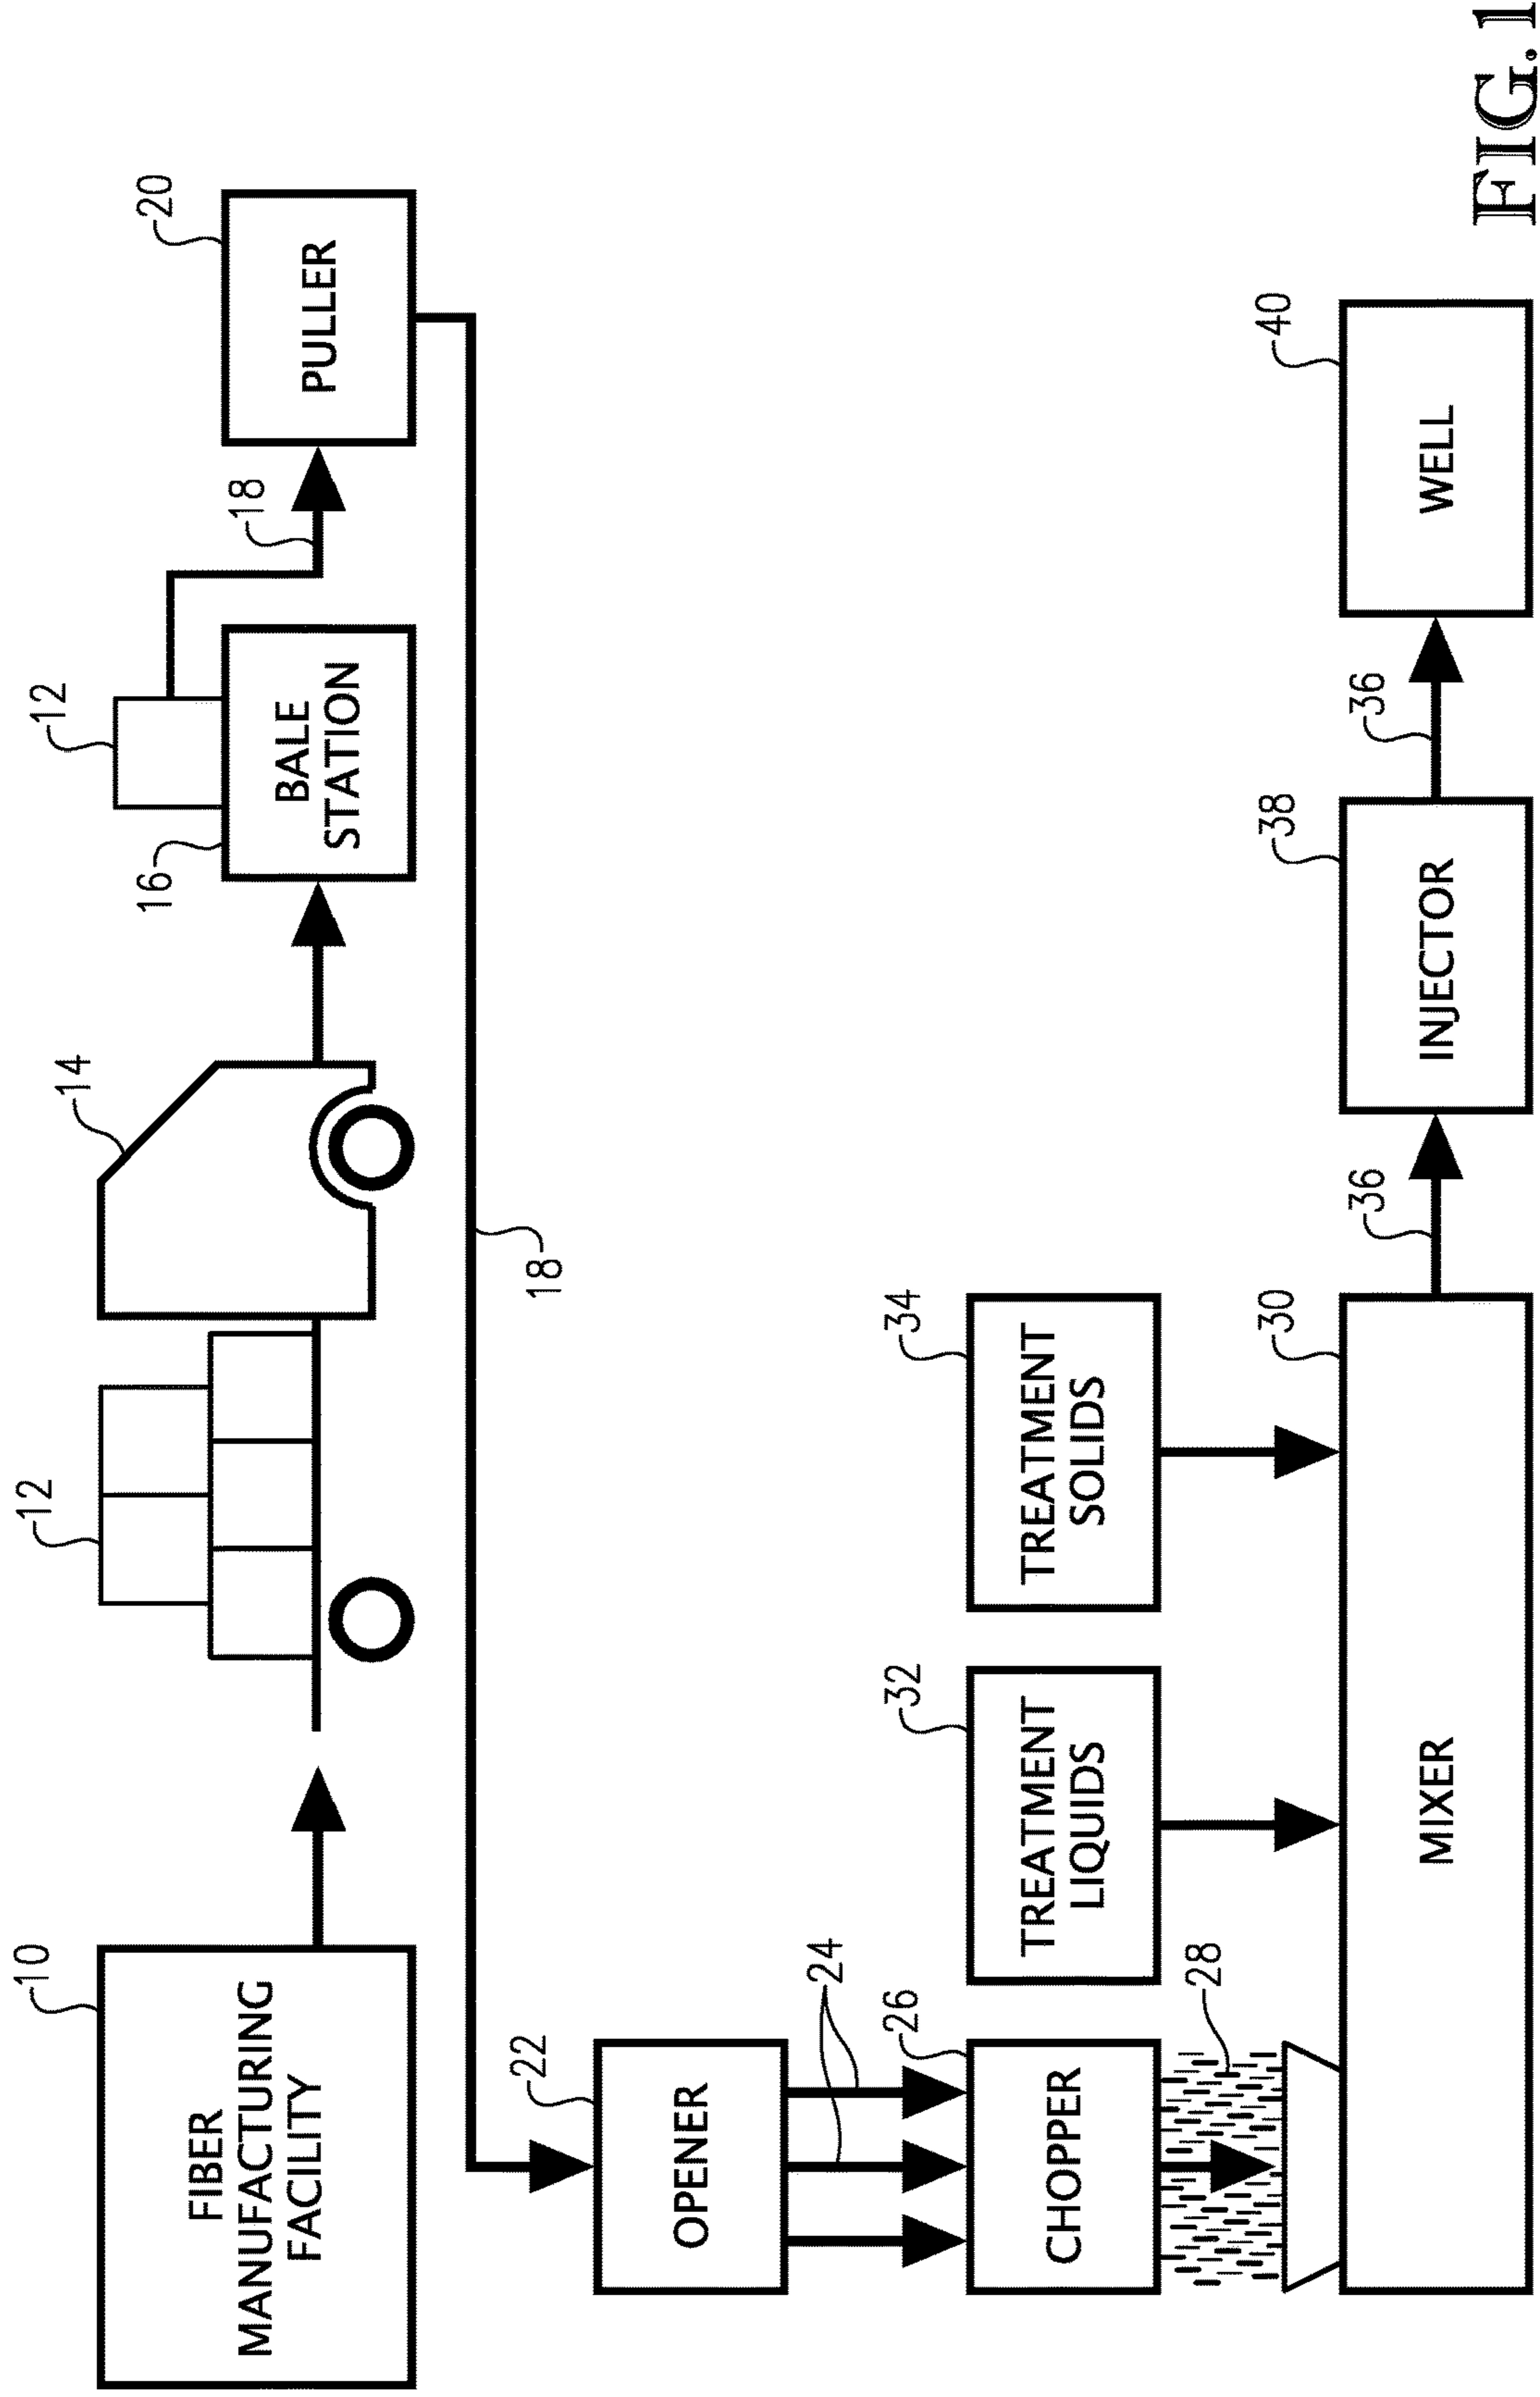 10
FIBER
MANUFACTURING
FACILITY
12
14
16
12
BALE
STATION
18
20
PULLER
18
22
OPENER
24
26
CHOPPER
28
32
TREATMENT
LIQUIDS
34
TREATMENT
SOLIDS
30
MIXER
36
38
INJECTOR
36
40
WELL
FIG. 1